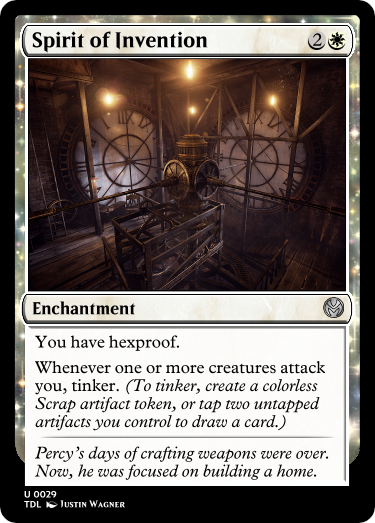 Spirit of Invention 2
Enchantment
You have hexproof.
Whenever one or more creatures attack
you, tinker. (To tinker, create a colorless
Scrap artifact token, or tap two untapped
artifacts you control to draw a card.)
Percy's days of crafting weapons were over.
Now, he was focused on building a home.
U 0029
TDL Justin Wagner